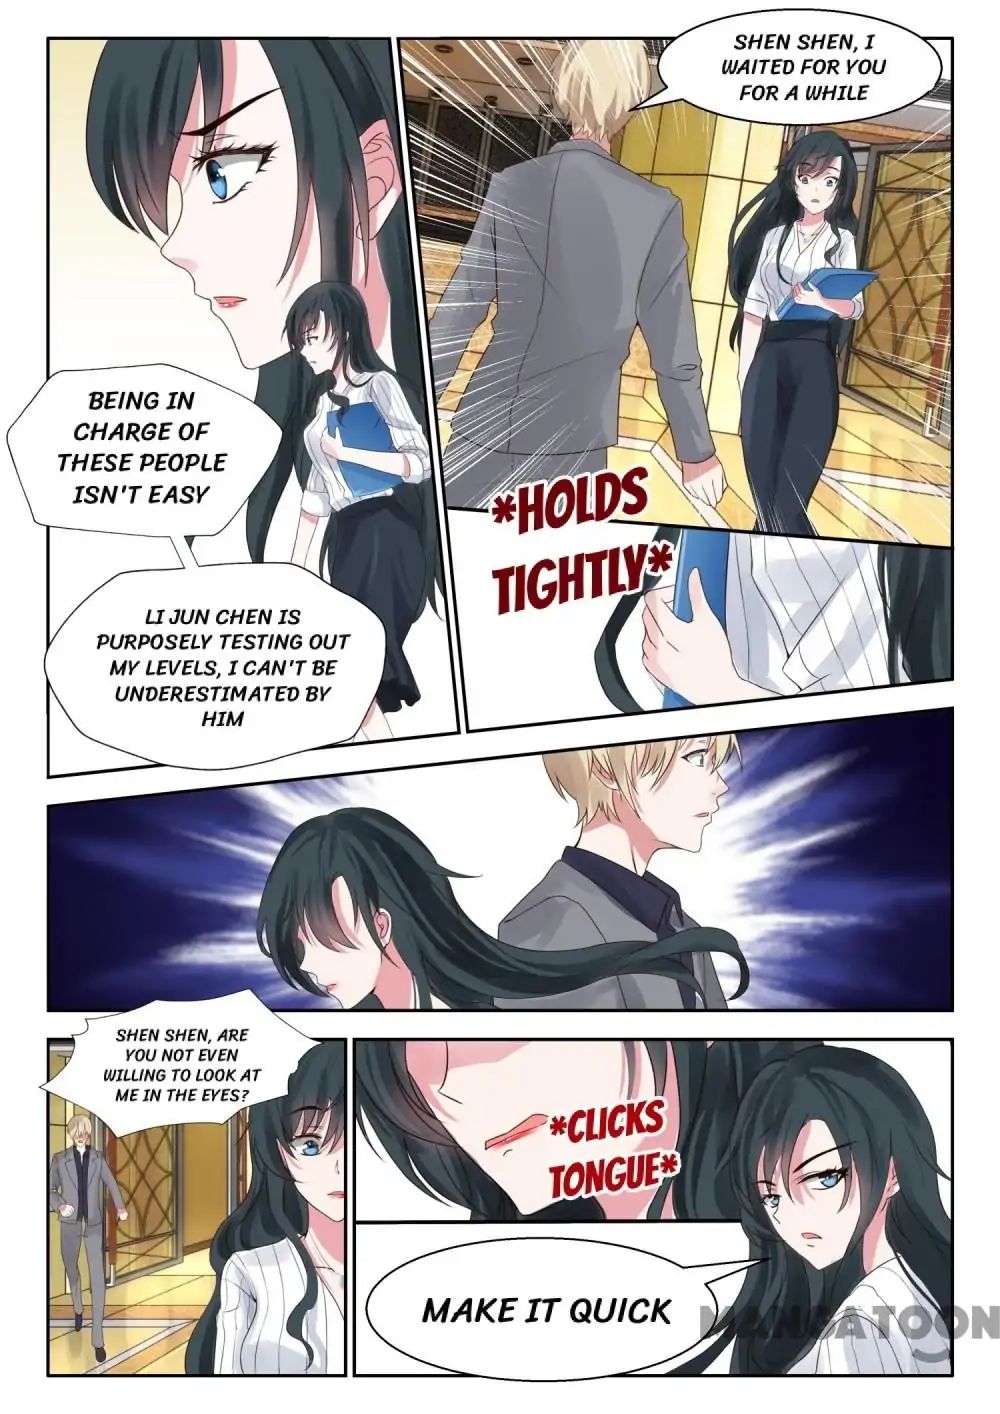 BEING IN
CHARGE OF
THESE PEOPLE
ISN'T EASY
LI JUN CHEN IS
PURPOSELY TESTING OUT
MY LEVELS, I CAN'T BE
UNDERESTIMATED BY
HIM
SHEN SHEN, I
WAITED FOR YOU
FOR A WHILE
*HOLDS
TIGHTLY*
SHEN SHEN, ARE
YOU NOT EVEN
WILLING TO LOOK AT
ME IN THE EYES?
*CLICKS
TONGUE*
MAKE IT QUICK
MANGATOON